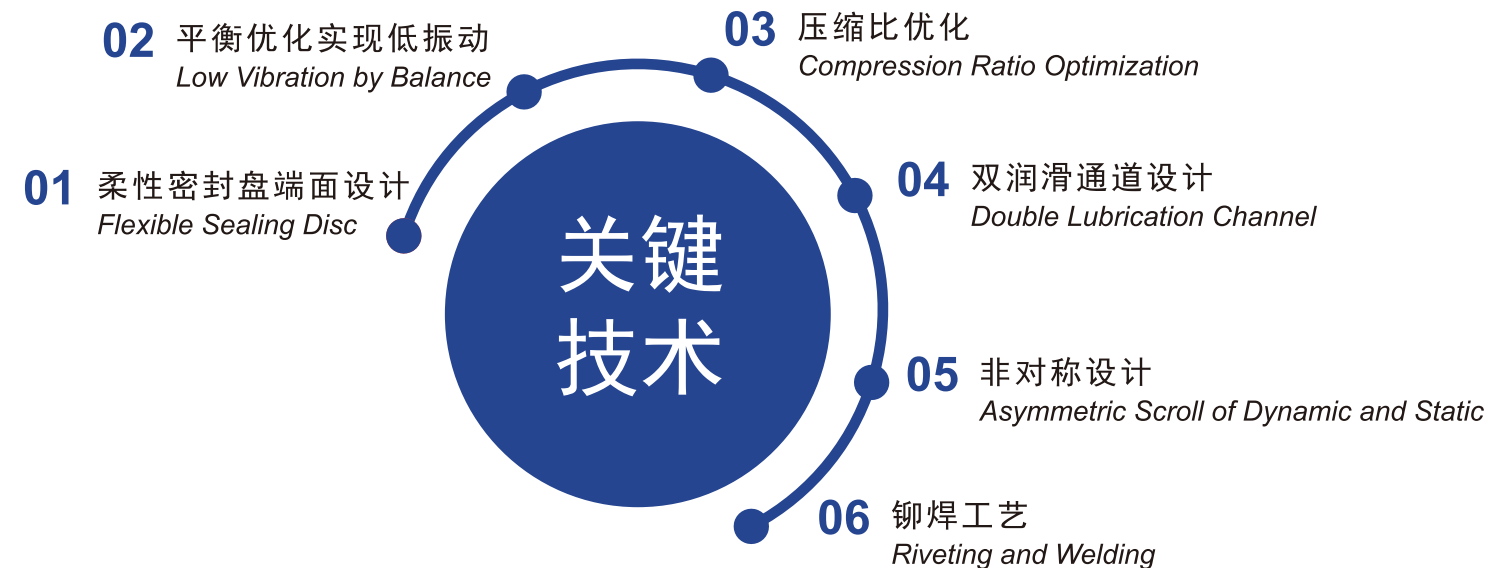 01
柔性密封盘端面设计
Flexible Sealing Disc
02
平衡优化实现低振动
Low Vibration by Balance
03
压缩比优化
Compression Ratio Optimization
04
双润滑通道设计
Double Lubrication Channel
05
非对称设计
Asymmetric Scroll of Dynamic and Static
06
铆焊工艺
Riveting and Welding
关键
技术